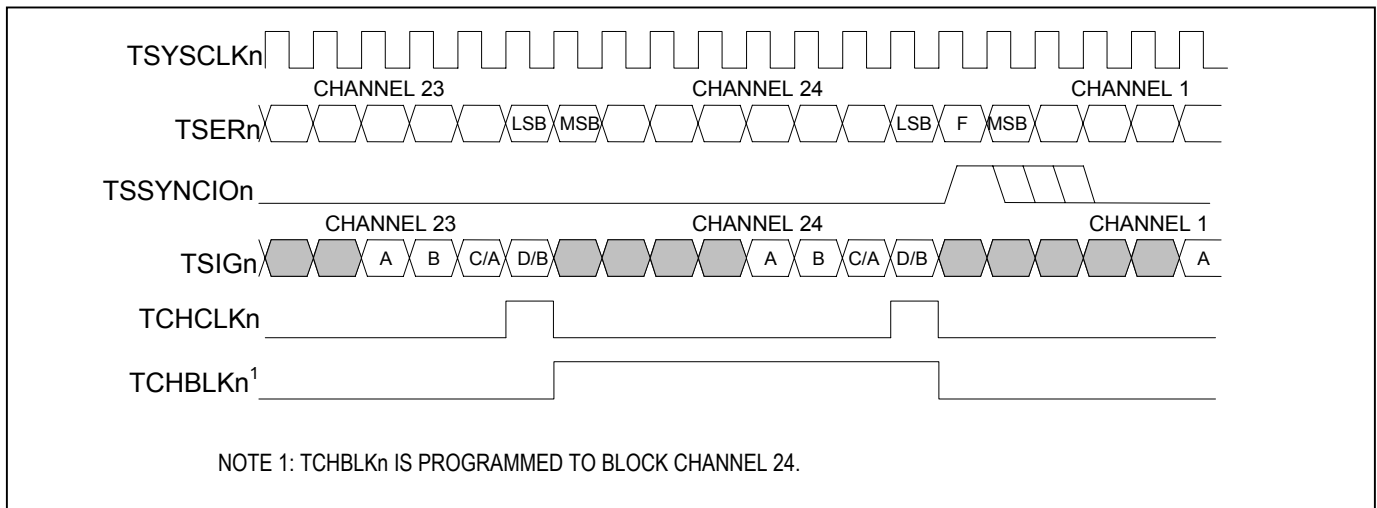 TSYSCLKn
CHANNEL 23 CHANNEL 24 CHANNEL 1
TSERn LSB MSB LSB F MSB
TSSYNCIOn
CHANNEL 23 CHANNEL 24 CHANNEL 1
TSIGn A B C/A D/B A B C/A D/B A
TCHCLKn
TCHBLKn¹
NOTE 1: TCHBLKn IS PROGRAMMED TO BLOCK CHANNEL 24.